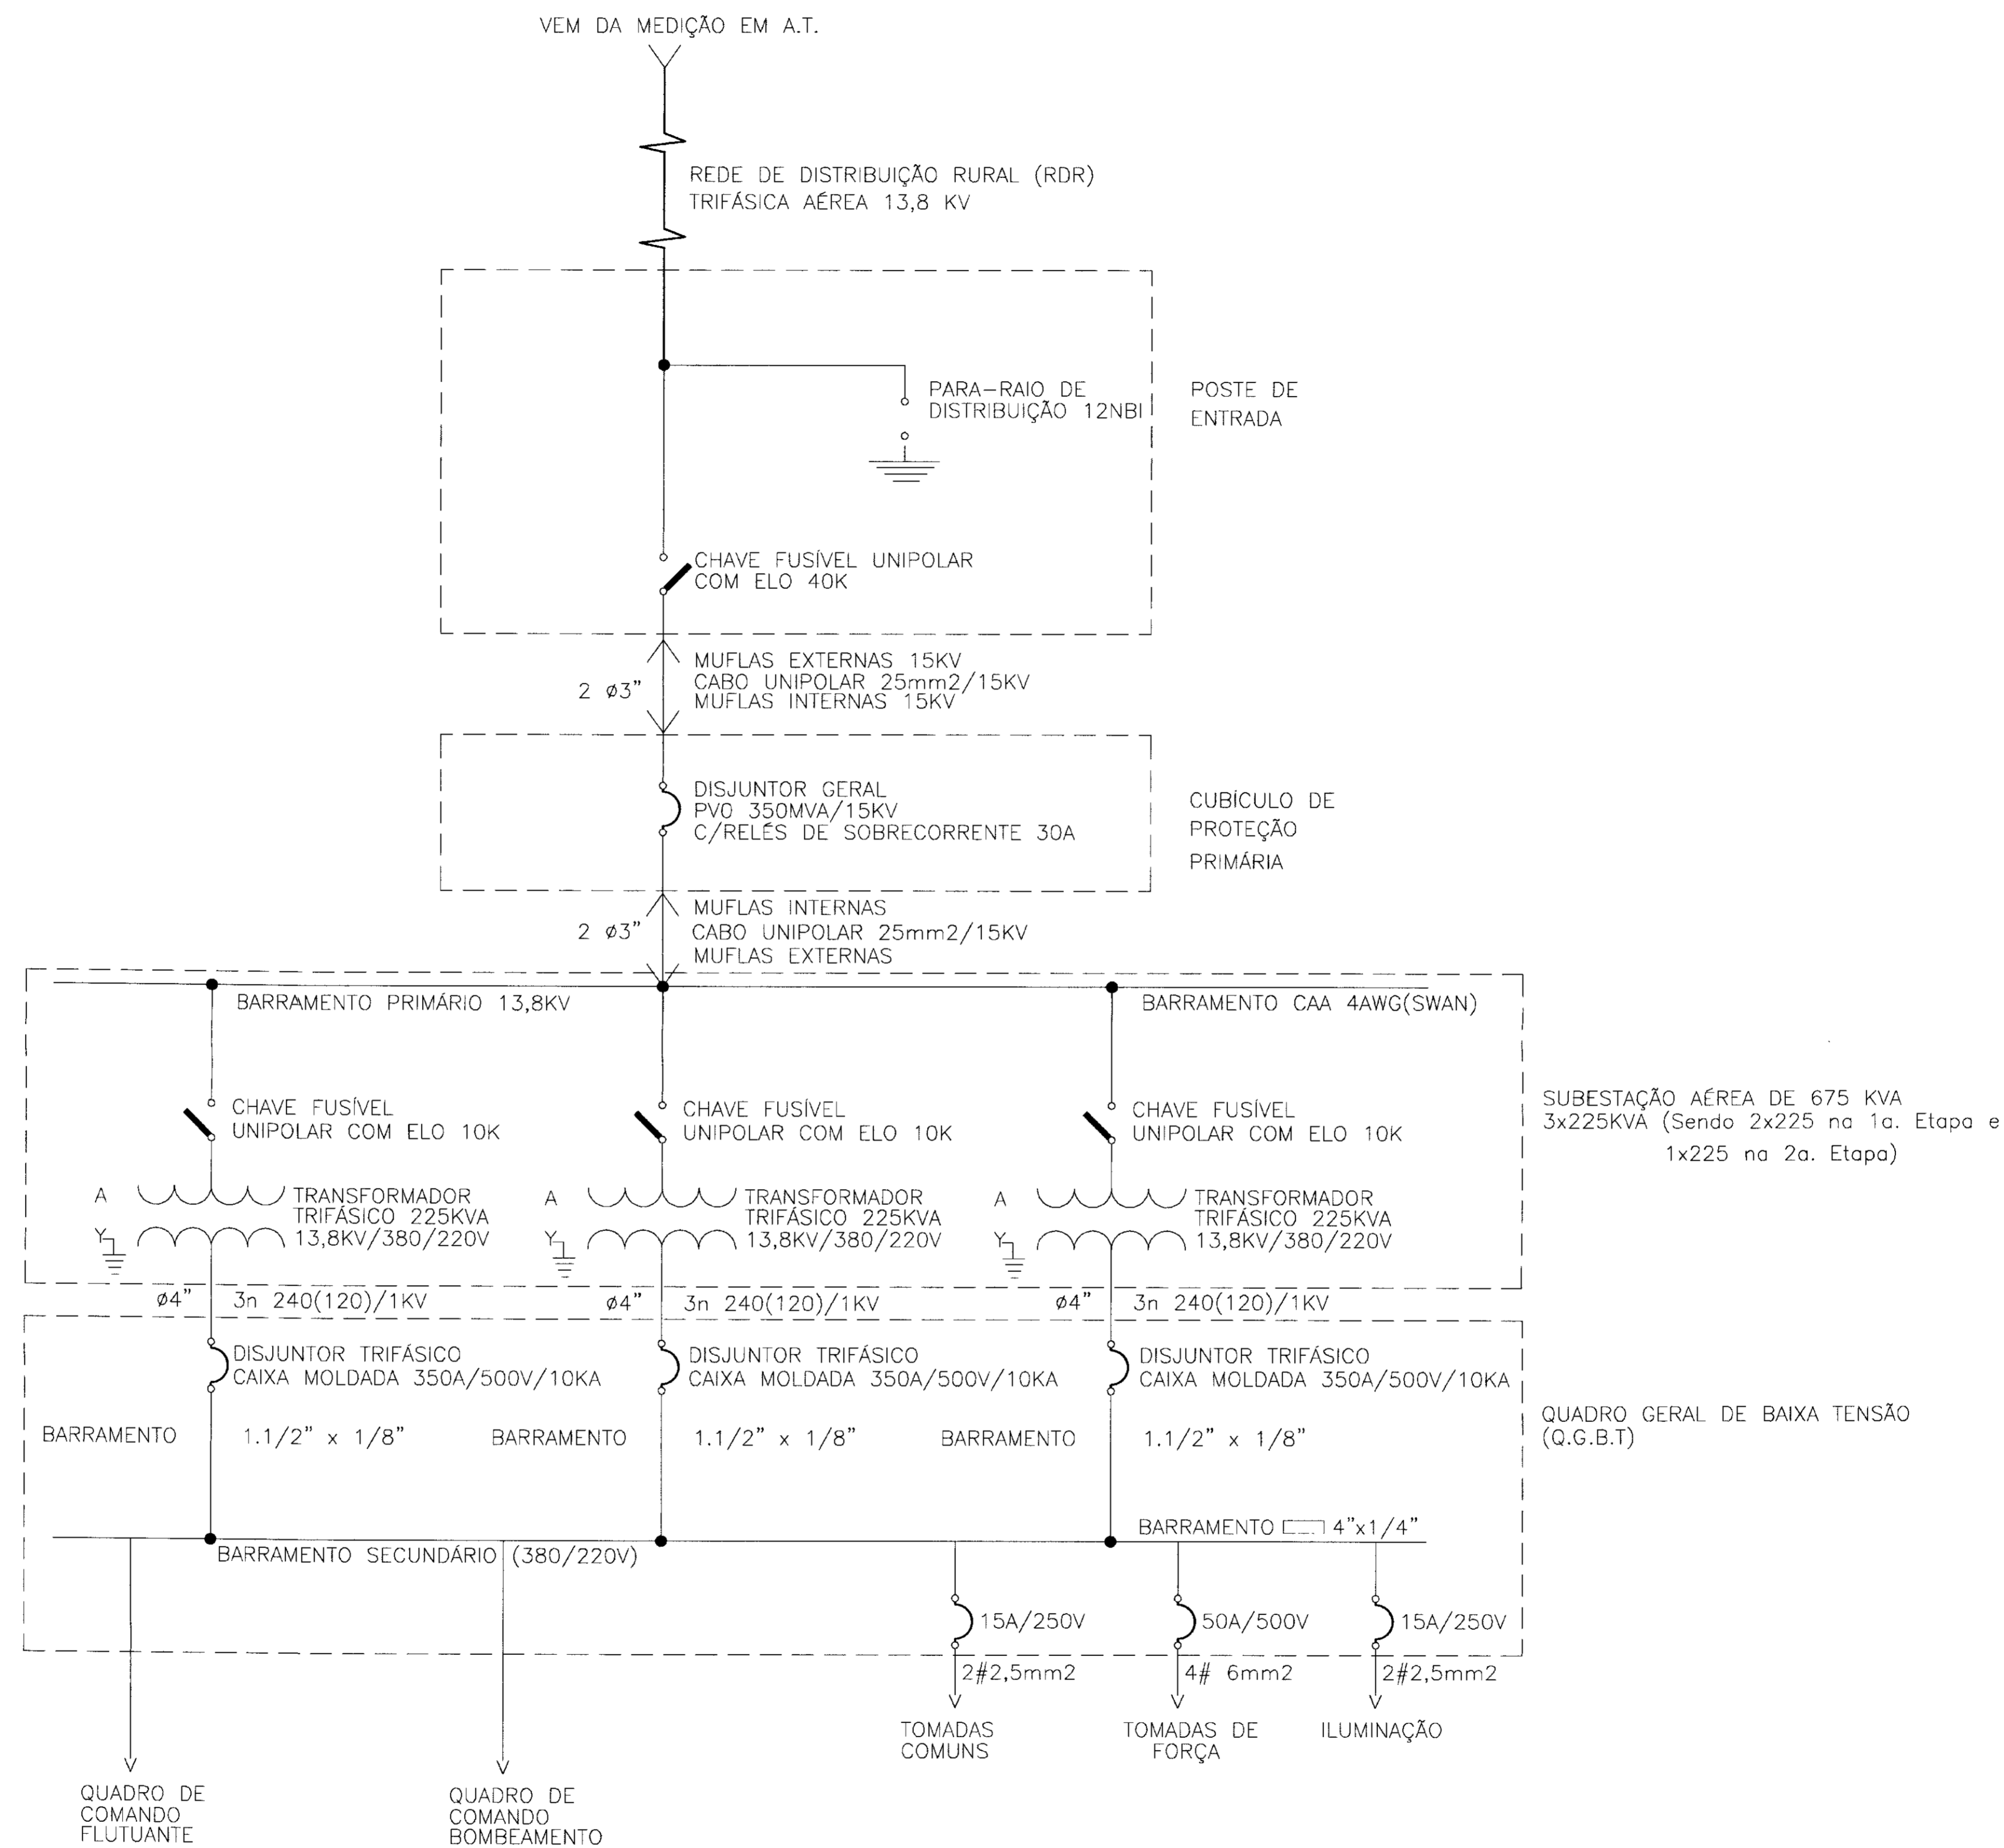 VEM DA MEDIÇÃO EM A.T.
REDE DE DISTRIBUIÇÃO RURAL (RDR)
TRIFÁSICA AÉREA 13,8 KV
PARA-RAIO DE
DISTRIBUIÇÃO 12NBI
POSTE DE
ENTRADA
CHAVE FUSÍVEL UNIPOLAR
COM ELO 40K
2 ø3"
MUFLAS EXTERNAS 15KV
CABO UNIPOLAR 25mm2/15KV
MUFLAS INTERNAS 15KV
DISJUNTOR GERAL
PVO 350MVA/15KV
C/RELÉS DE SOBRECORRENTE 30A
CUBÍCULO DE
PROTEÇÃO
PRIMÁRIA
2 ø3"
MUFLAS INTERNAS
CABO UNIPOLAR 25mm2/15KV
MUFLAS EXTERNAS
BARRAMENTO PRIMÁRIO 13,8KV
BARRAMENTO CAA 4AWG(SWAN)
CHAVE FUSÍVEL
UNIPOLAR COM ELO 10K
CHAVE FUSÍVEL
UNIPOLAR COM ELO 10K
CHAVE FUSÍVEL
UNIPOLAR COM ELO 10K
SUBESTAÇÃO AÉREA DE 675 KVA
3x225KVA (Sendo 2x225 na 1a. Etapa e
1x225 na 2a. Etapa)
A
Y
TRANSFORMADOR
TRIFÁSICO 225KVA
13,8KV/380/220V
A
Y
TRANSFORMADOR
TRIFÁSICO 225KVA
13,8KV/380/220V
A
Y
TRANSFORMADOR
TRIFÁSICO 225KVA
13,8KV/380/220V
ø4" 3n 240(120)/1KV
ø4" 3n 240(120)/1KV
ø4" 3n 240(120)/1KV
DISJUNTOR TRIFÁSICO
CAIXA MOLDADA 350A/500V/10KA
DISJUNTOR TRIFÁSICO
CAIXA MOLDADA 350A/500V/10KA
DISJUNTOR TRIFÁSICO
CAIXA MOLDADA 350A/500V/10KA
BARRAMENTO 1.1/2" x 1/8"
BARRAMENTO 1.1/2" x 1/8"
BARRAMENTO 1.1/2" x 1/8"
QUADRO GERAL DE BAIXA TENSÃO
(Q.G.B.T)
BARRAMENTO 4"x1/4"
BARRAMENTO SECUNDÁRIO (380/220V)
15A/250V
50A/500V
15A/250V
2#2,5mm2
4# 6mm2
2#2,5mm2
TOMADAS
COMUNS
TOMADAS DE
FORÇA
ILUMINAÇÃO
QUADRO DE
COMANDO
FLUTUANTE
QUADRO DE
COMANDO
BOMBEAMENTO